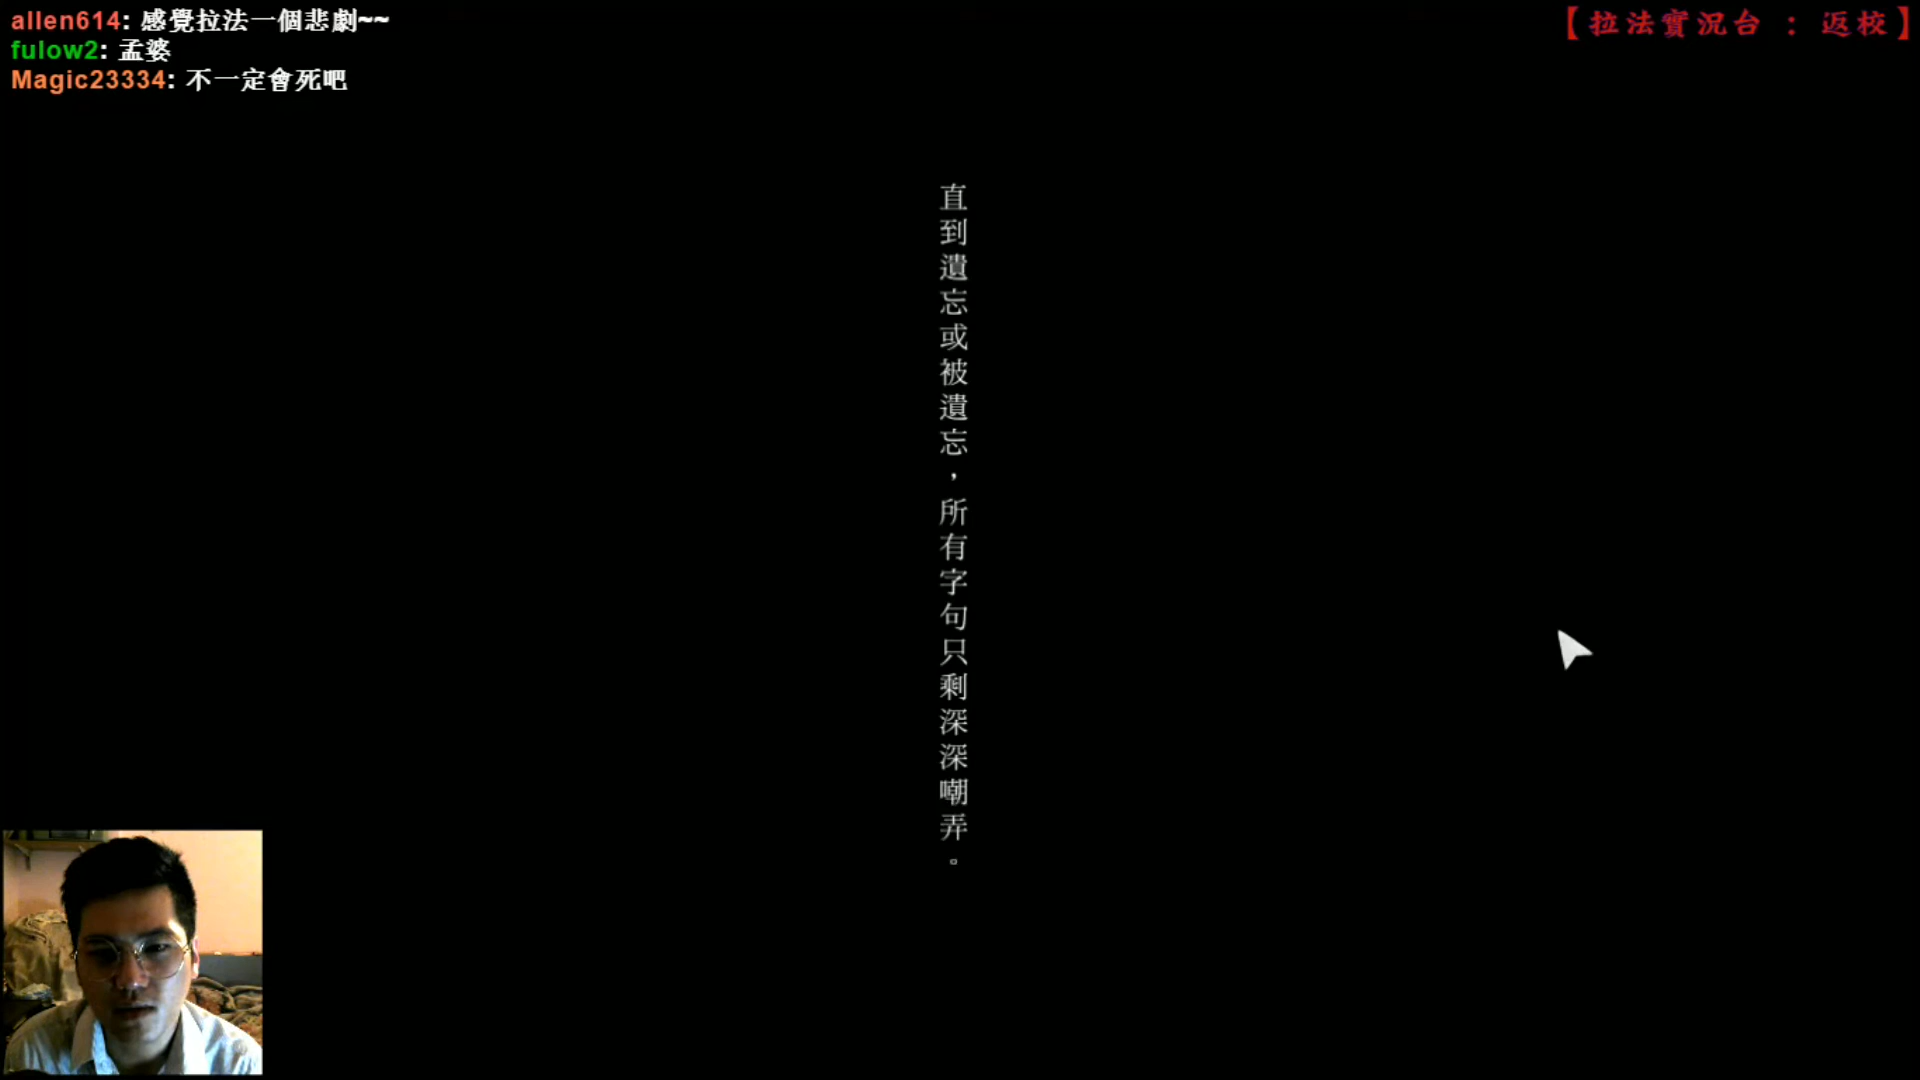 allen614: 感覺拉法一個悲劇~~
fulow2: 孟婆
Magic23334: 不一定會死吧
【拉法實況台 : 返校】
直到遺忘或被遺忘，所有字句只剩深深嘲弄。